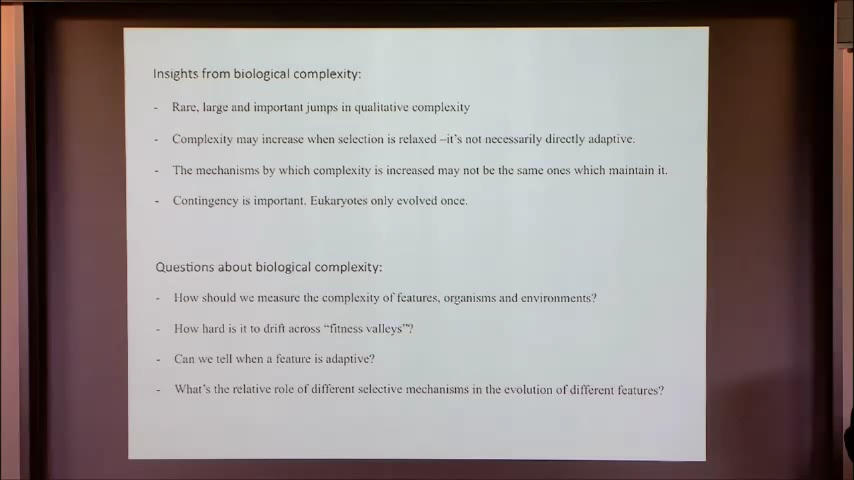 Insights from biological complexity:
- Rare, large and important jumps in qualitative complexity
- Complexity may increase when selection is relaxed –it's not necessarily directly adaptive.
- The mechanisms by which complexity is increased may not be the same ones which maintain it.
- Contingency is important. Eukaryotes only evolved once.
Questions about biological complexity:
- How should we measure the complexity of features, organisms and environments?
- How hard is it to drift across “fitness valleys”?
- Can we tell when a feature is adaptive?
- What's the relative role of different selective mechanisms in the evolution of different features?